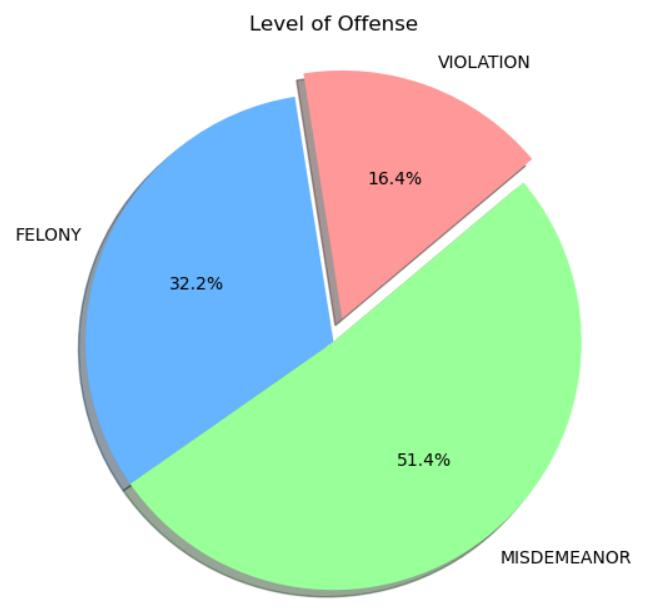 Level of Offense
VIOLATION
16.4%
FELONY
32.2%
51.4%
MISDEMEANOR